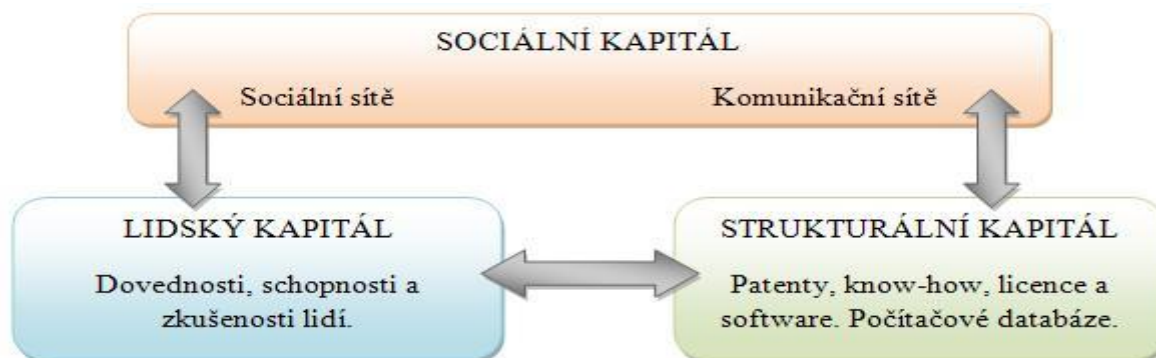 SOCIÁLNÍ KAPITÁL
Sociální sítě
Komunikační sítě
LIDSKÝ KAPITÁL
Dovednosti, schopnosti a
zkušenosti lidí.
STRUKTURÁLNÍ KAPITÁL
Patenty, know-how, licence a
software. Počítačové databáze.